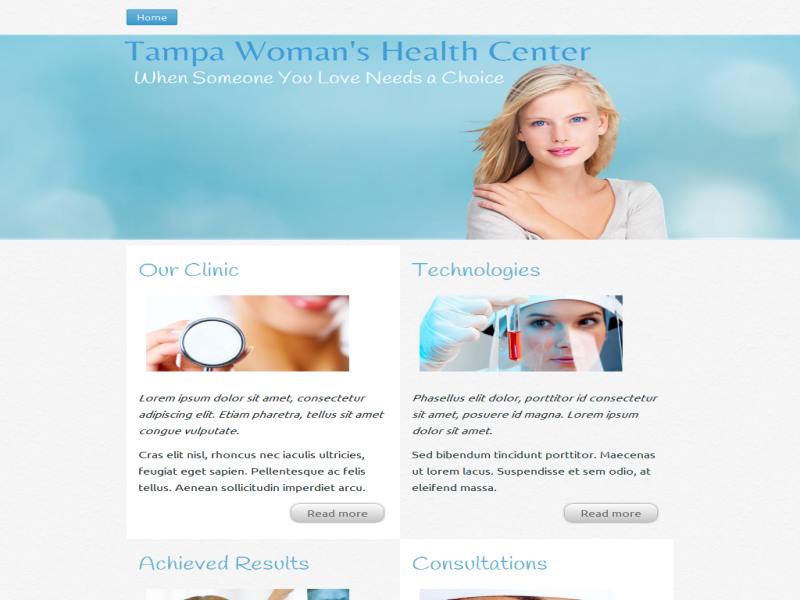 Home
Tampa Woman's Health Center
When Someone You Love Needs a Choice
Our Clinic
Lorem ipsum dolor sit amet, consectetur
adipiscing elit. Etiam pharetra, tellus sit amet
congue vulputate.
Cras elit nisl, rhoncus nec iaculis ultricies,
feugiat eget sapien. Pellentesque ac felis
tellus. Aenean sollicitudin imperdiet arcu.
Read more
Technologies
Phasellus elit dolor, porttitor id consectetur
sit amet, posuere id magna. Lorem ipsum
dolor sit amet.
Sed bibendum tincidunt porttitor. Maecenas
ut lorem lacus. Suspendisse et sem odio, at
eleifend massa.
Read more
Achieved Results
Consultations